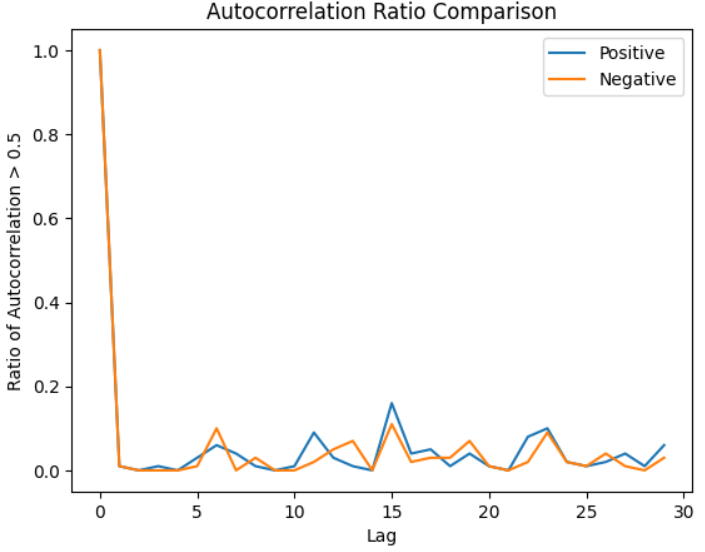 Autocorrelation Ratio Comparison
Positive
Negative
Ratio of Autocorrelation > 0.5
1.0
0.8
0.6
0.4
0.2
0.0
0 5 10 15 20 25 30
Lag